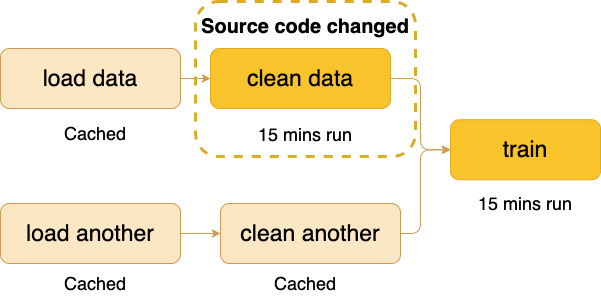 Source code changed
load data
clean data
Cached
15 mins run
train
15 mins run
load another
clean another
Cached
Cached